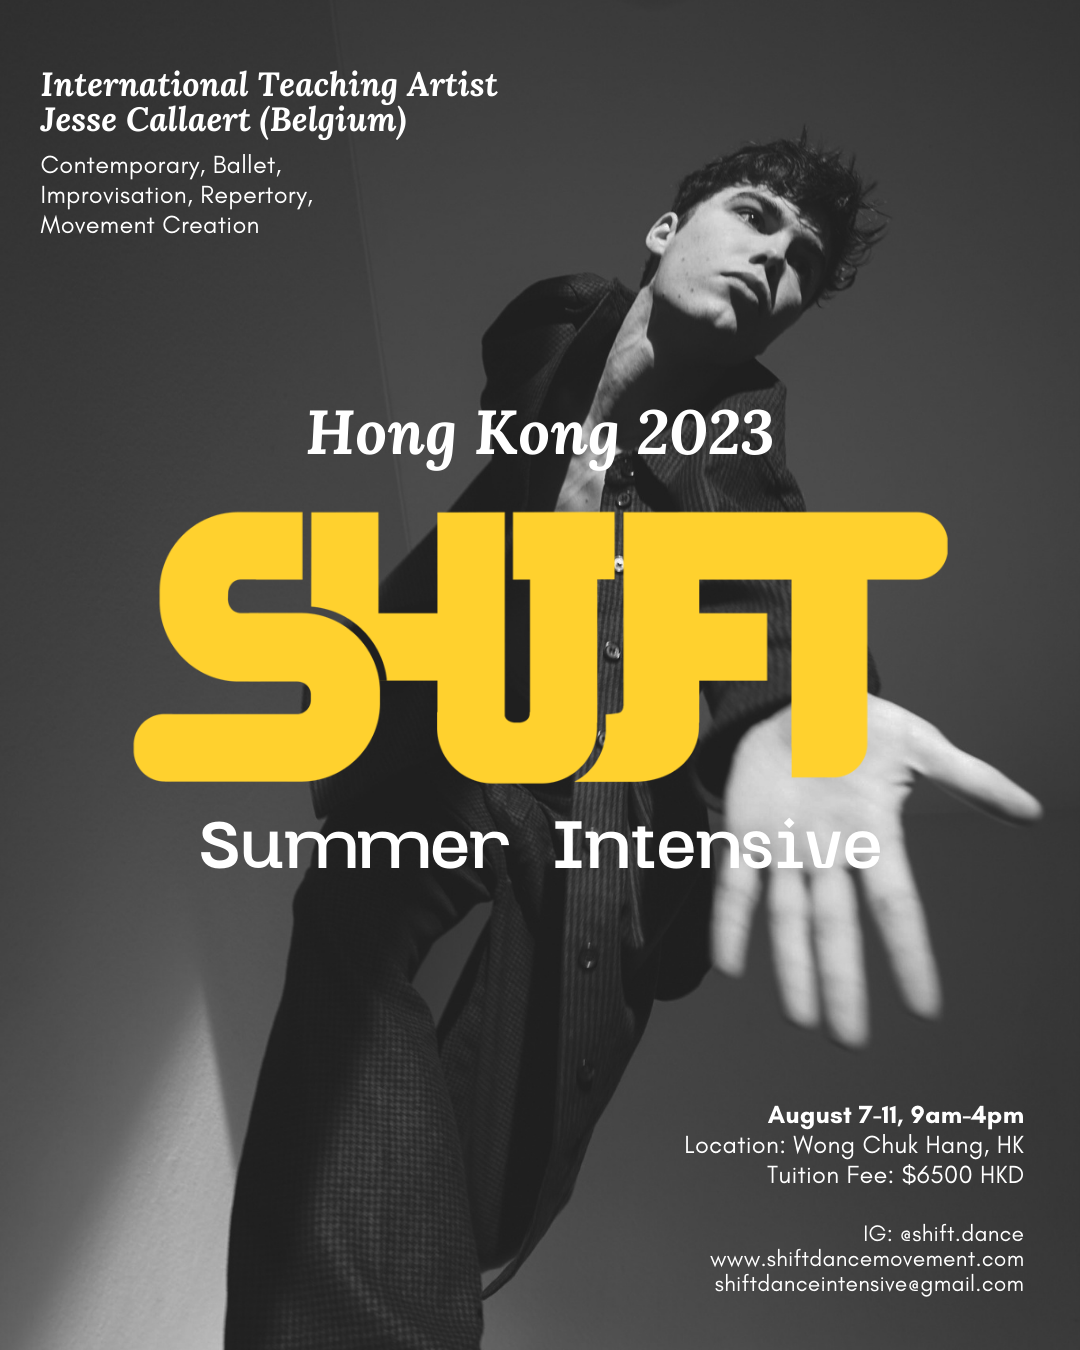 International Teaching Artist
Jesse Callaert (Belgium)
Contemporary, Ballet,
Improvisation, Repertory,
Movement Creation
Hong Kong 2023
SHIFT
Summer Intensive
August 7-11, 9am-4pm
Location: Wong Chuk Hang, HK
Tuition Fee: $6500 HKD
IG: @shift.dance
www.shiftdancemovement.com
shiftdanceintensive@gmail.com